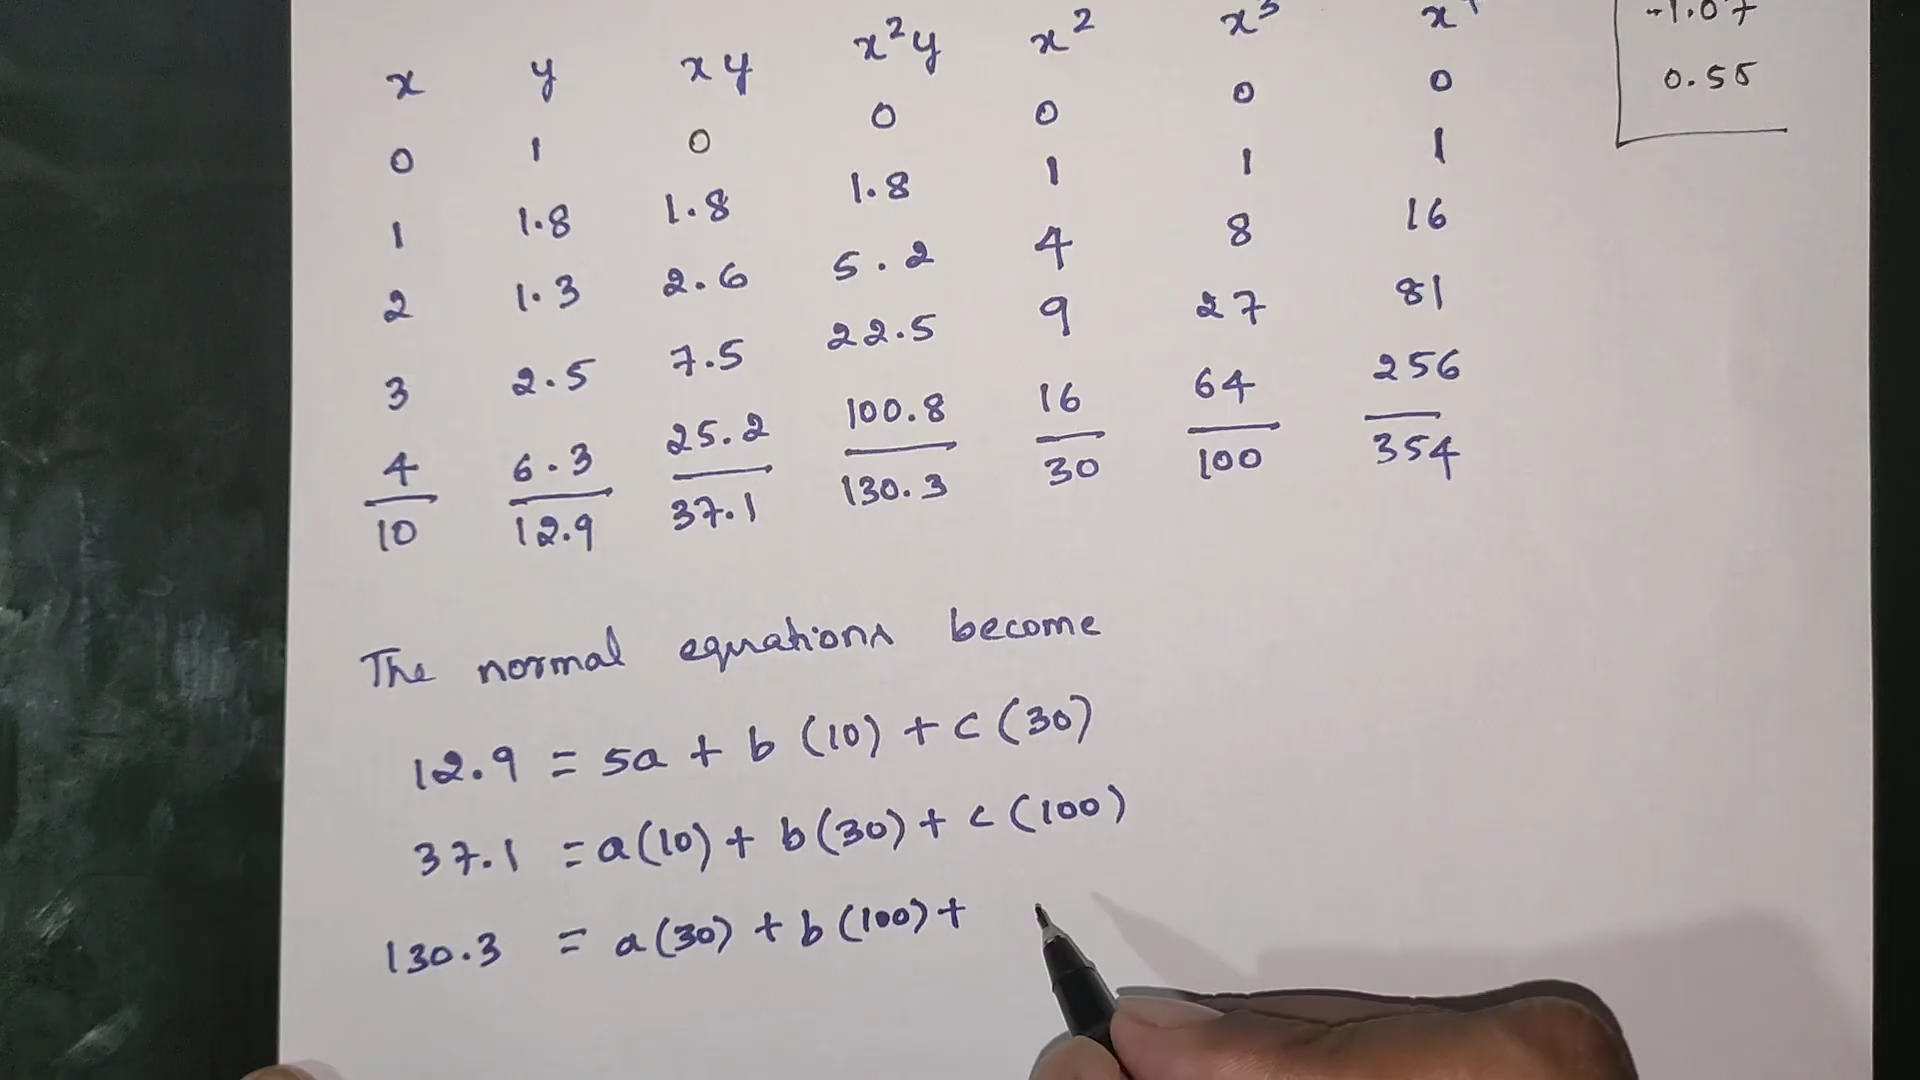 x y xy x²y x² x³ x⁴
-1.07
0.55
0 1 0 0 0 0 0
1 1.8 1.8 1.8 1 1 1
2 1.3 2.6 5.2 4 8 16
3 2.5 7.5 22.5 9 27 81
4 6.3 25.2 100.8 16 64 256
10 12.9 37.1 130.3 30 100 354
The normal equations become
12.9 = 5a + b (10) + c (30)
37.1 = a(10) + b(30) + c (100)
130.3 = a(30) + b (100) +